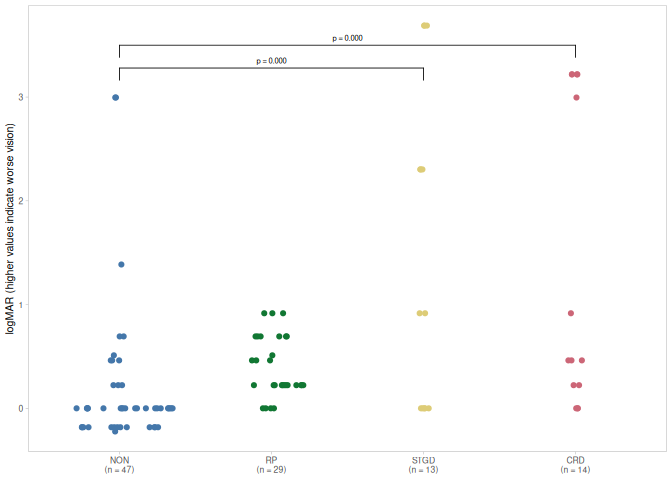 p = 0.000
p = 0.000
logMAR (higher values indicate worse vision)
3
2
1
0
NON
(n = 47)
RP
(n = 29)
STGD
(n = 13)
CRD
(n = 14)